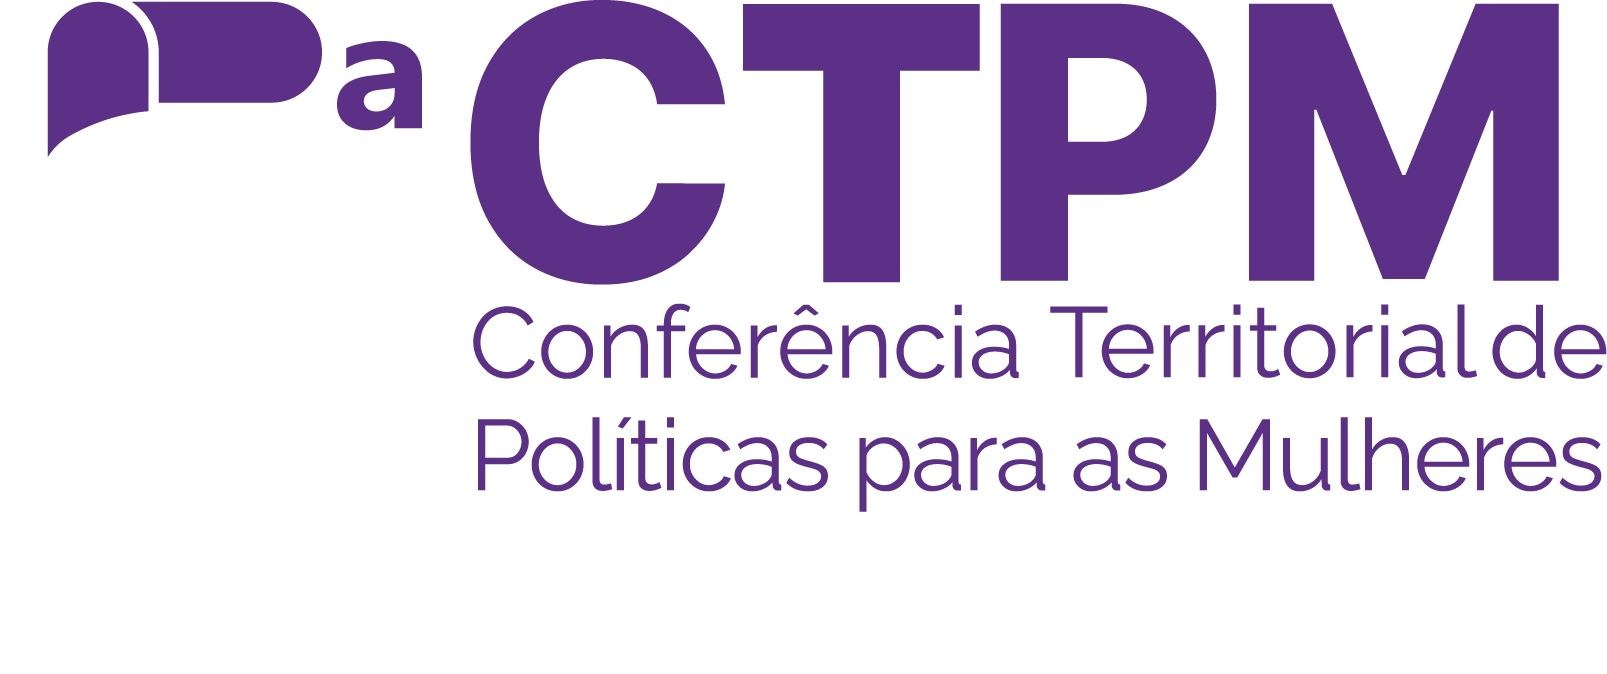 a CTPM
Conferência Territorial de
Políticas para as Mulheres